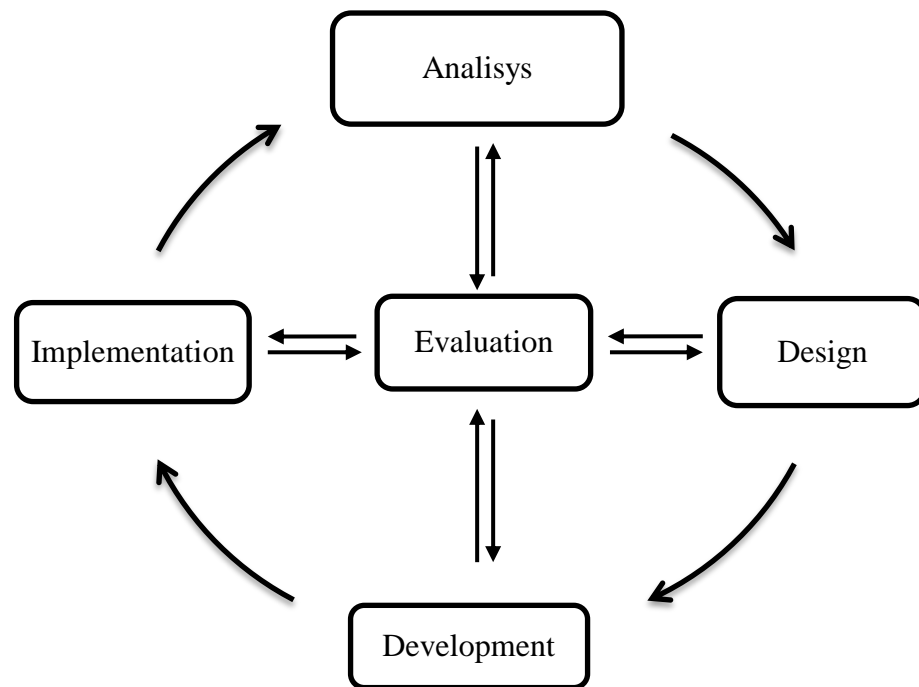 Analisys
Implementation
Evaluation
Design
Development